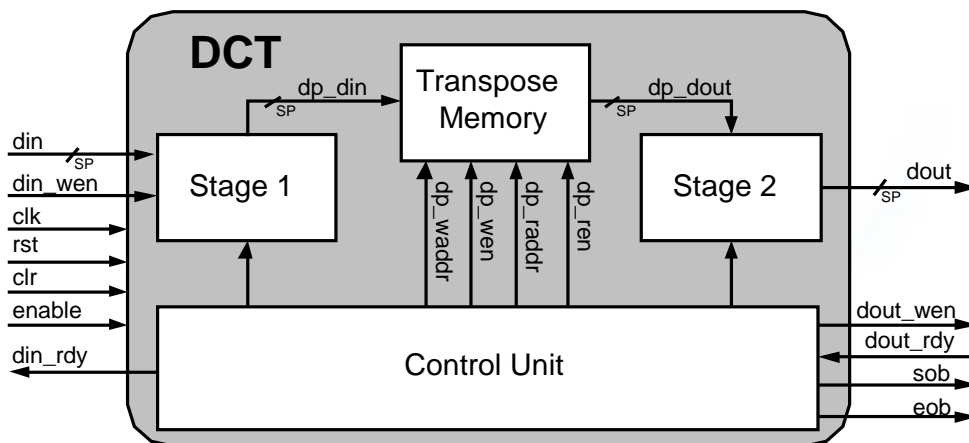 DCT
dp_din
SP
Transpose
Memory
dp_dout
SP
din
SP
din_wen
clk
rst
clr
enable
din_rdy
Stage 1
dp_waddr
dp_wen
dp_raddr
dp_ren
Stage 2
dout
SP
Control Unit
dout_wen
dout_rdy
sob
eob